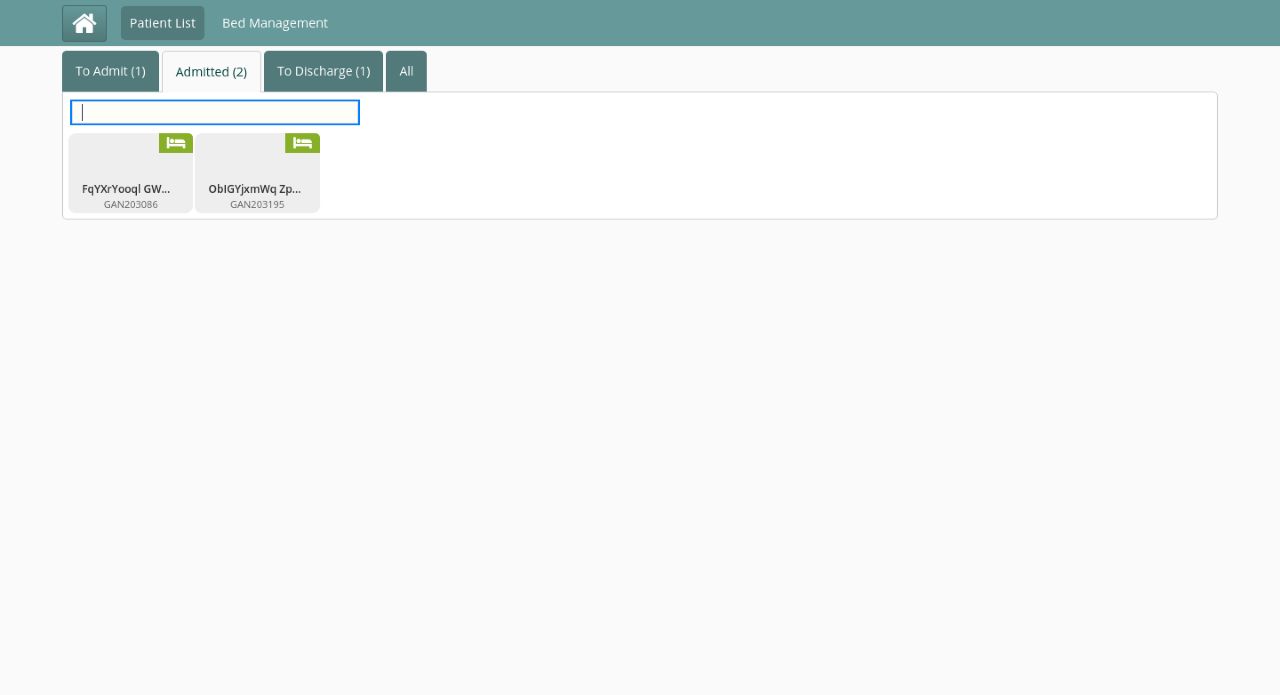 Patient List
Bed Management
To Admit (1)
Admitted (2)
To Discharge (1)
All
FqYXrYooql GW...
GAN203086
ObIGYjxmWq Zp...
GAN203195